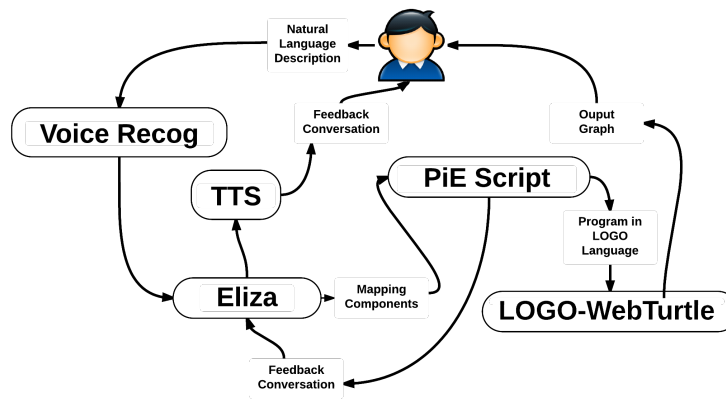 Natural
Language
Description
Feedback
Conversation
Ouput
Graph
Voice Recog
TTS
PiE Script
Program in
LOGO
Language
Eliza
Mapping
Components
LOGO-WebTurtle
Feedback
Conversation